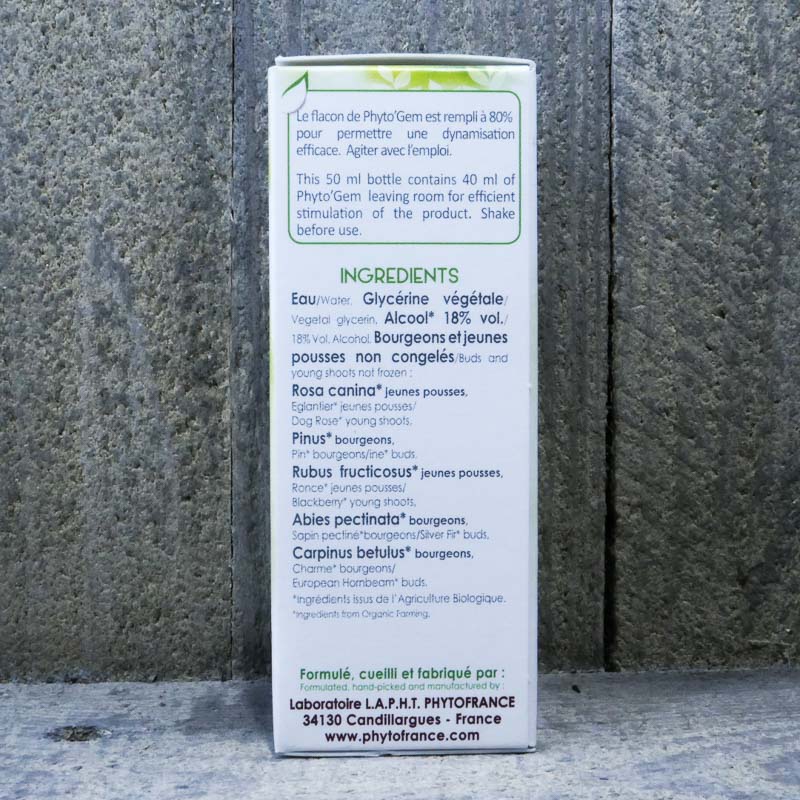 Le flacon de Phyto'Gem est rempli à 80%
pour permettre une dynamisation
efficace. Agiter avec l'emploi.
This 50 ml bottle contains 40 ml of
Phyto'Gem leaving room for efficient
stimulation of the product. Shake
before use.
INGREDIENTS
Eau/Water, Glycérine végétale/
Vegetal glycerin, Alcool* 18% vol./
18% Vol. Alcohol, Bourgeons et jeunes
pousses non congelés/Buds and
young shoots not frozen :
Rosa canina* jeunes pousses,
Eglantier* jeunes pousses/
Dog Rose* young shoots,
Pinus* bourgeons,
Pin* bourgeons/ine* buds,
Rubus fructicosus* jeunes pousses,
Ronce* jeunes pousses/
Blackberry* young shoots,
Abies pectinata* bourgeons,
Sapin pectiné*bourgeons/Silver Fir* buds,
Carpinus betulus* bourgeons,
Charme* bourgeons/
European Hornbeam* buds.
*Ingrédients issus de l'Agriculture Biologique.
*Ingredients from Organic Farming.
Formulé, cueilli et fabriqué par :
Formulated, hand-picked and manufactured by :
Laboratoire L.A.P.H.T. PHYTOFRANCE
34130 Candillargues - France
www.phytofrance.com